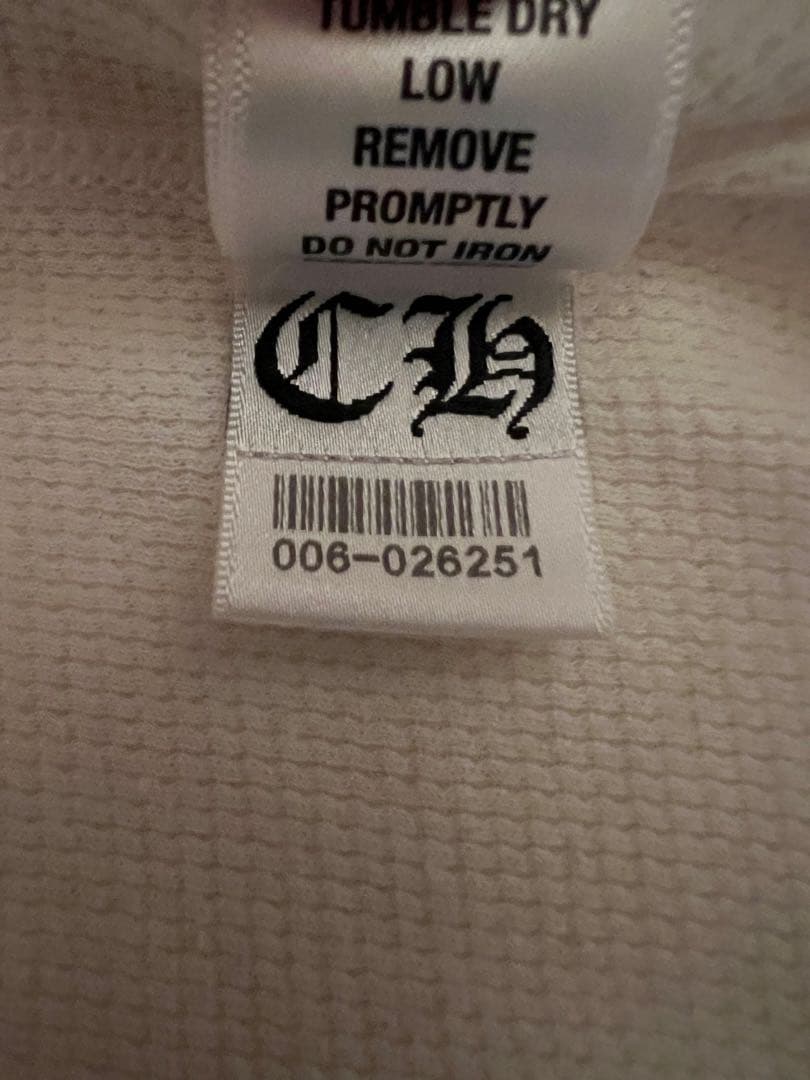 TUMBLE DRY
LOW
REMOVE
PROMPTLY
DO NOT IRON
CH
006-026251